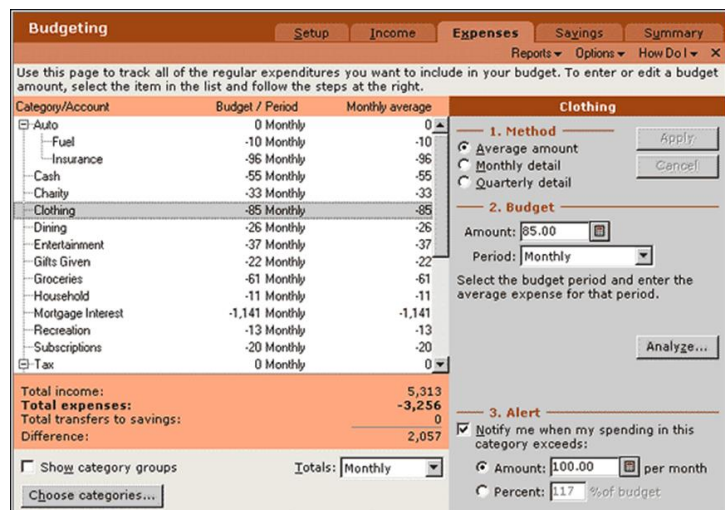 Budgeting
Setup Income Expenses Savings Summary
Reports Options How Do I X
Use this page to track all of the regular expenditures you want to include in your budget. To enter or edit a budget
amount, select the item in the list and follow the steps at the right.
Category/Account Budget / Period Monthly average
Auto 0 Monthly 0
Fuel -10 Monthly -10
Insurance -96 Monthly -96
Cash -55 Monthly -55
Charity -33 Monthly -33
Clothing -85 Monthly -85
Dining -26 Monthly -26
Entertainment -37 Monthly -37
Gifts Given -22 Monthly -22
Groceries -61 Monthly -61
Household -11 Monthly -11
Mortgage Interest -1,141 Monthly -1,141
Recreation -13 Monthly -13
Subscriptions -20 Monthly -20
Tax 0 Monthly 0
Total income: 5,313
Total expenses: -3,256
Total transfers to savings: 0
Difference: 2,057
Show category groups Totals: Monthly
Choose categories...
Clothing
1. Method
Apply
Average amount
Monthly detail
Cancel
Quarterly detail
2. Budget
Amount: 85.00
Period: Monthly
Select the budget period and enter the
average expense for that period.
Analyze...
3. Alert
Notify me when my spending in this
category exceeds:
Amount: 100.00 per month
Percent: 117 %of budget